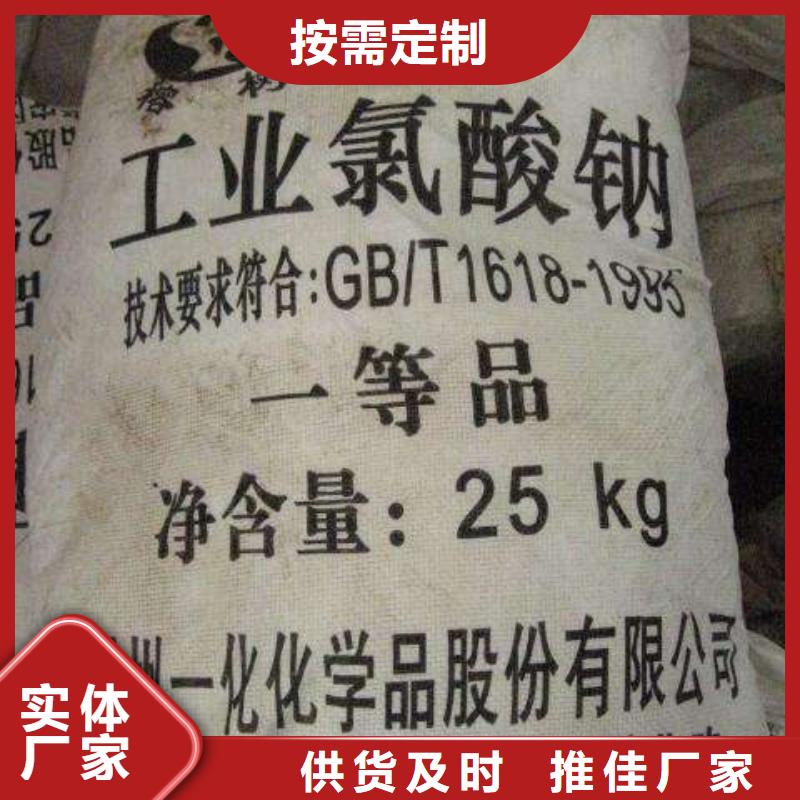 按需定制
工业氯酸钠
技术要求符合:GB/T1618-1995
一等品
净含量:25 kg
州一化化学品股份有限公司
实体
厂家
供货及时 推佳厂家